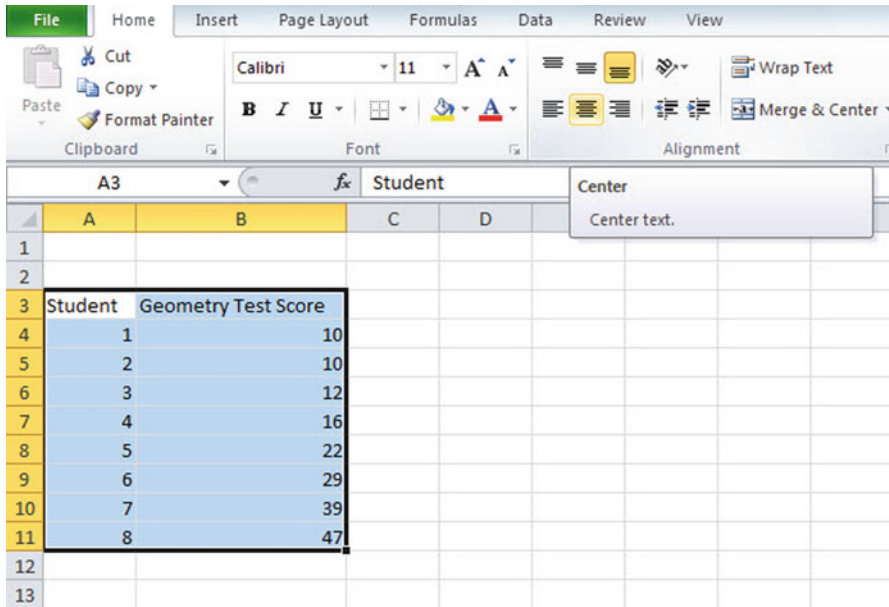 File Home Insert Page Layout Formulas Data Review View
Cut
Copy
Paste
Format Painter
Clipboard
Calibri 11 A A
B I U A
Font
Wrap Text
Merge & Center
Alignment
A3 fx Student
Center
Center text.
A B C D
1
2
3 Student Geometry Test Score
4 1 10
5 2 10
6 3 12
7 4 16
8 5 22
9 6 29
10 7 39
11 8 47
12
13